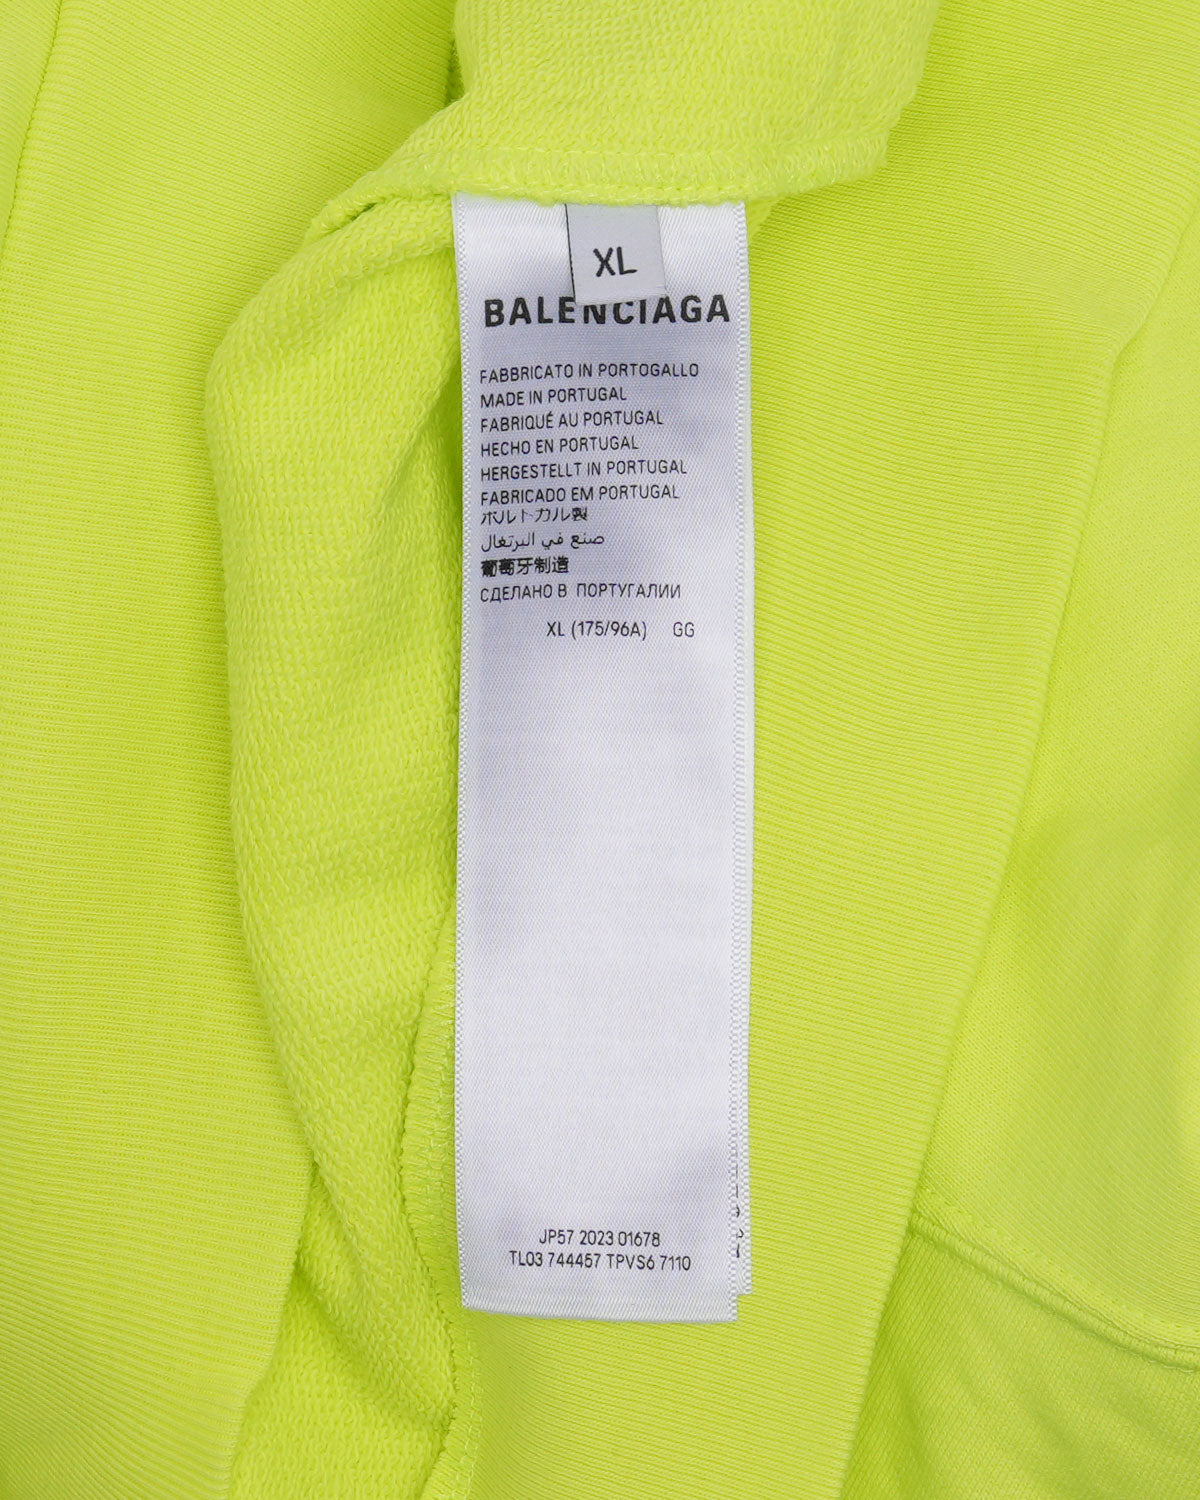 XL
BALENCIAGA
FABBRICATO IN PORTOGALLO
MADE IN PORTUGAL
FABRIQUÉ AU PORTUGAL
HECHO EN PORTUGAL
HERGESTELLT IN PORTUGAL
FABRICADO EM PORTUGAL
ポルトガル製
صنع في البرتغال
葡萄牙制造
СДЕЛАНО В ПОРТУГАЛИИ
XL (175/96A) GG
JP57 2023 01678
TL03 744457 TPVS6 7110